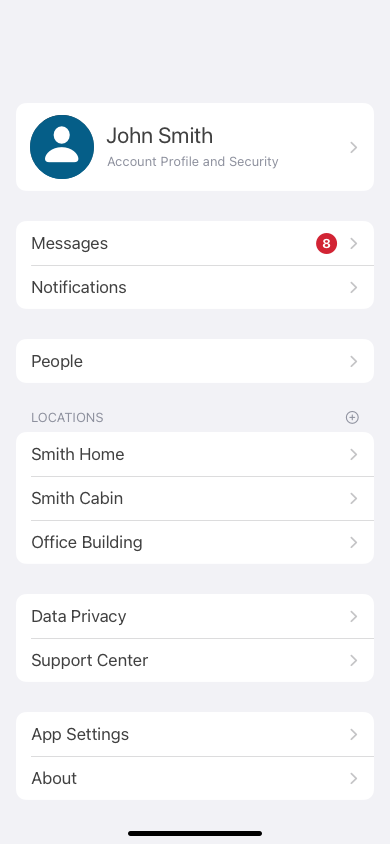 John Smith
Account Profile and Security
Messages
8
Notifications
People
LOCATIONS
Smith Home
Smith Cabin
Office Building
Data Privacy
Support Center
App Settings
About